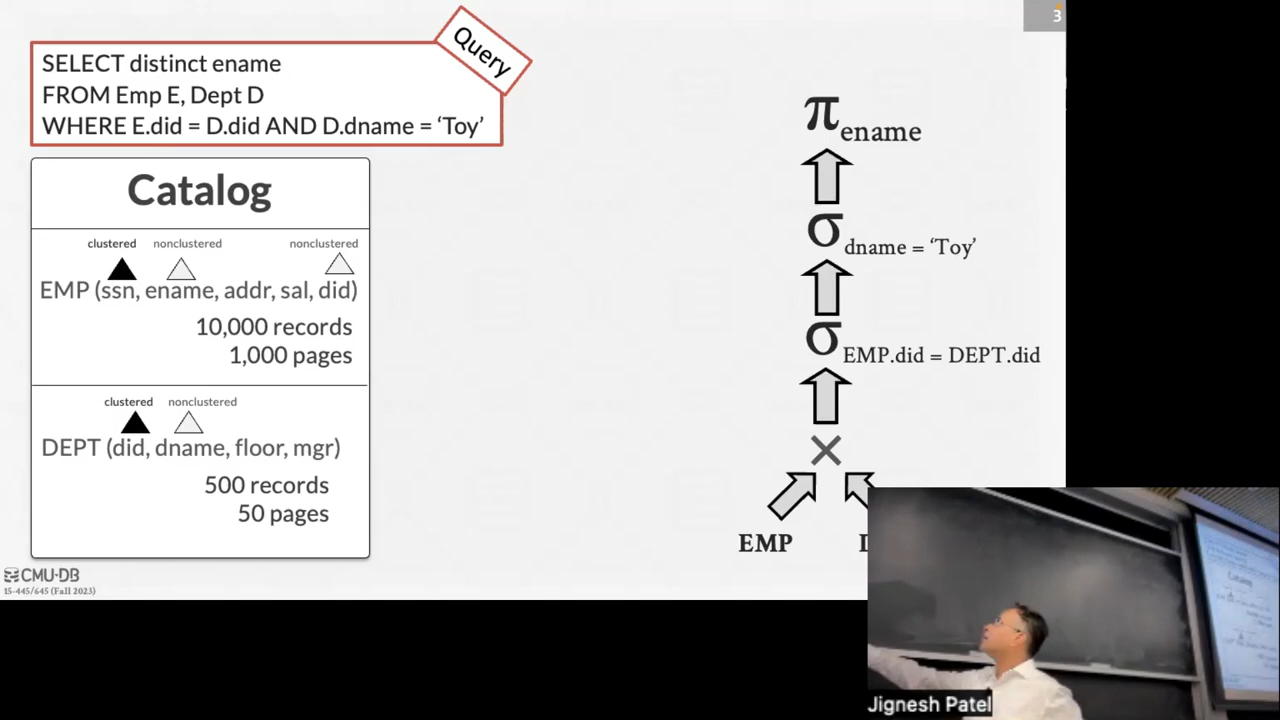 3
Query
SELECT distinct ename
FROM Emp E, Dept D
WHERE E.did = D.did AND D.dname = ‘Toy’
Catalog
clustered nonclustered nonclustered
EMP (ssn, ename, addr, sal, did)
10,000 records
1,000 pages
clustered nonclustered
DEPT (did, dname, floor, mgr)
500 records
50 pages
π ename
σ dname = ‘Toy’
σ EMP.did = DEPT.did
×
EMP
CMU·DB
15-445/645 (Fall 2023)
Catalog
Jignesh Patel